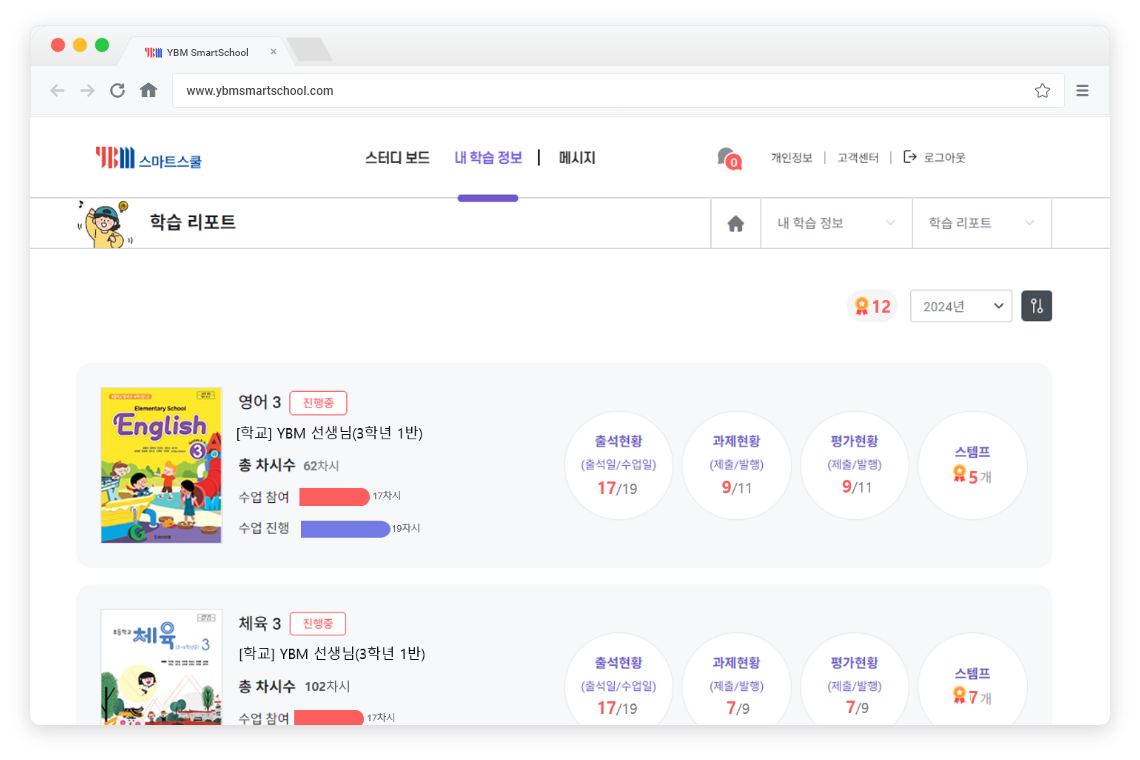 YBM SmartSchool
www.ybmsmartschool.com
YBM 스마트스쿨
스터디 보드
내 학습 정보
메시지
0
개인정보
고객센터
로그아웃
학습 리포트
내 학습 정보
학습 리포트
12
2024년
Elementary School
English
3
영어 3
진행중
[학교] YBM 선생님(3학년 1반)
총 차시수 62차시
수업 참여 17차시
수업 진행 19차시
출석현황
(출석일/수업일)
17/19
과제현황
(제출/발행)
9/11
평가현황
(제출/발행)
9/11
스템프
5개
초등학교 체육 3
체육 3
진행중
[학교] YBM 선생님(3학년 1반)
총 차시수 102차시
수업 참여 17차시
출석현황
(출석일/수업일)
17/19
과제현황
(제출/발행)
7/9
평가현황
(제출/발행)
7/9
스템프
7개